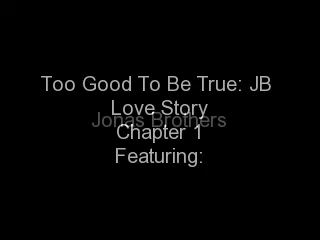 Too Good To Be True: JB
Love Story
Jonas Brothers
Chapter 1
Featuring: